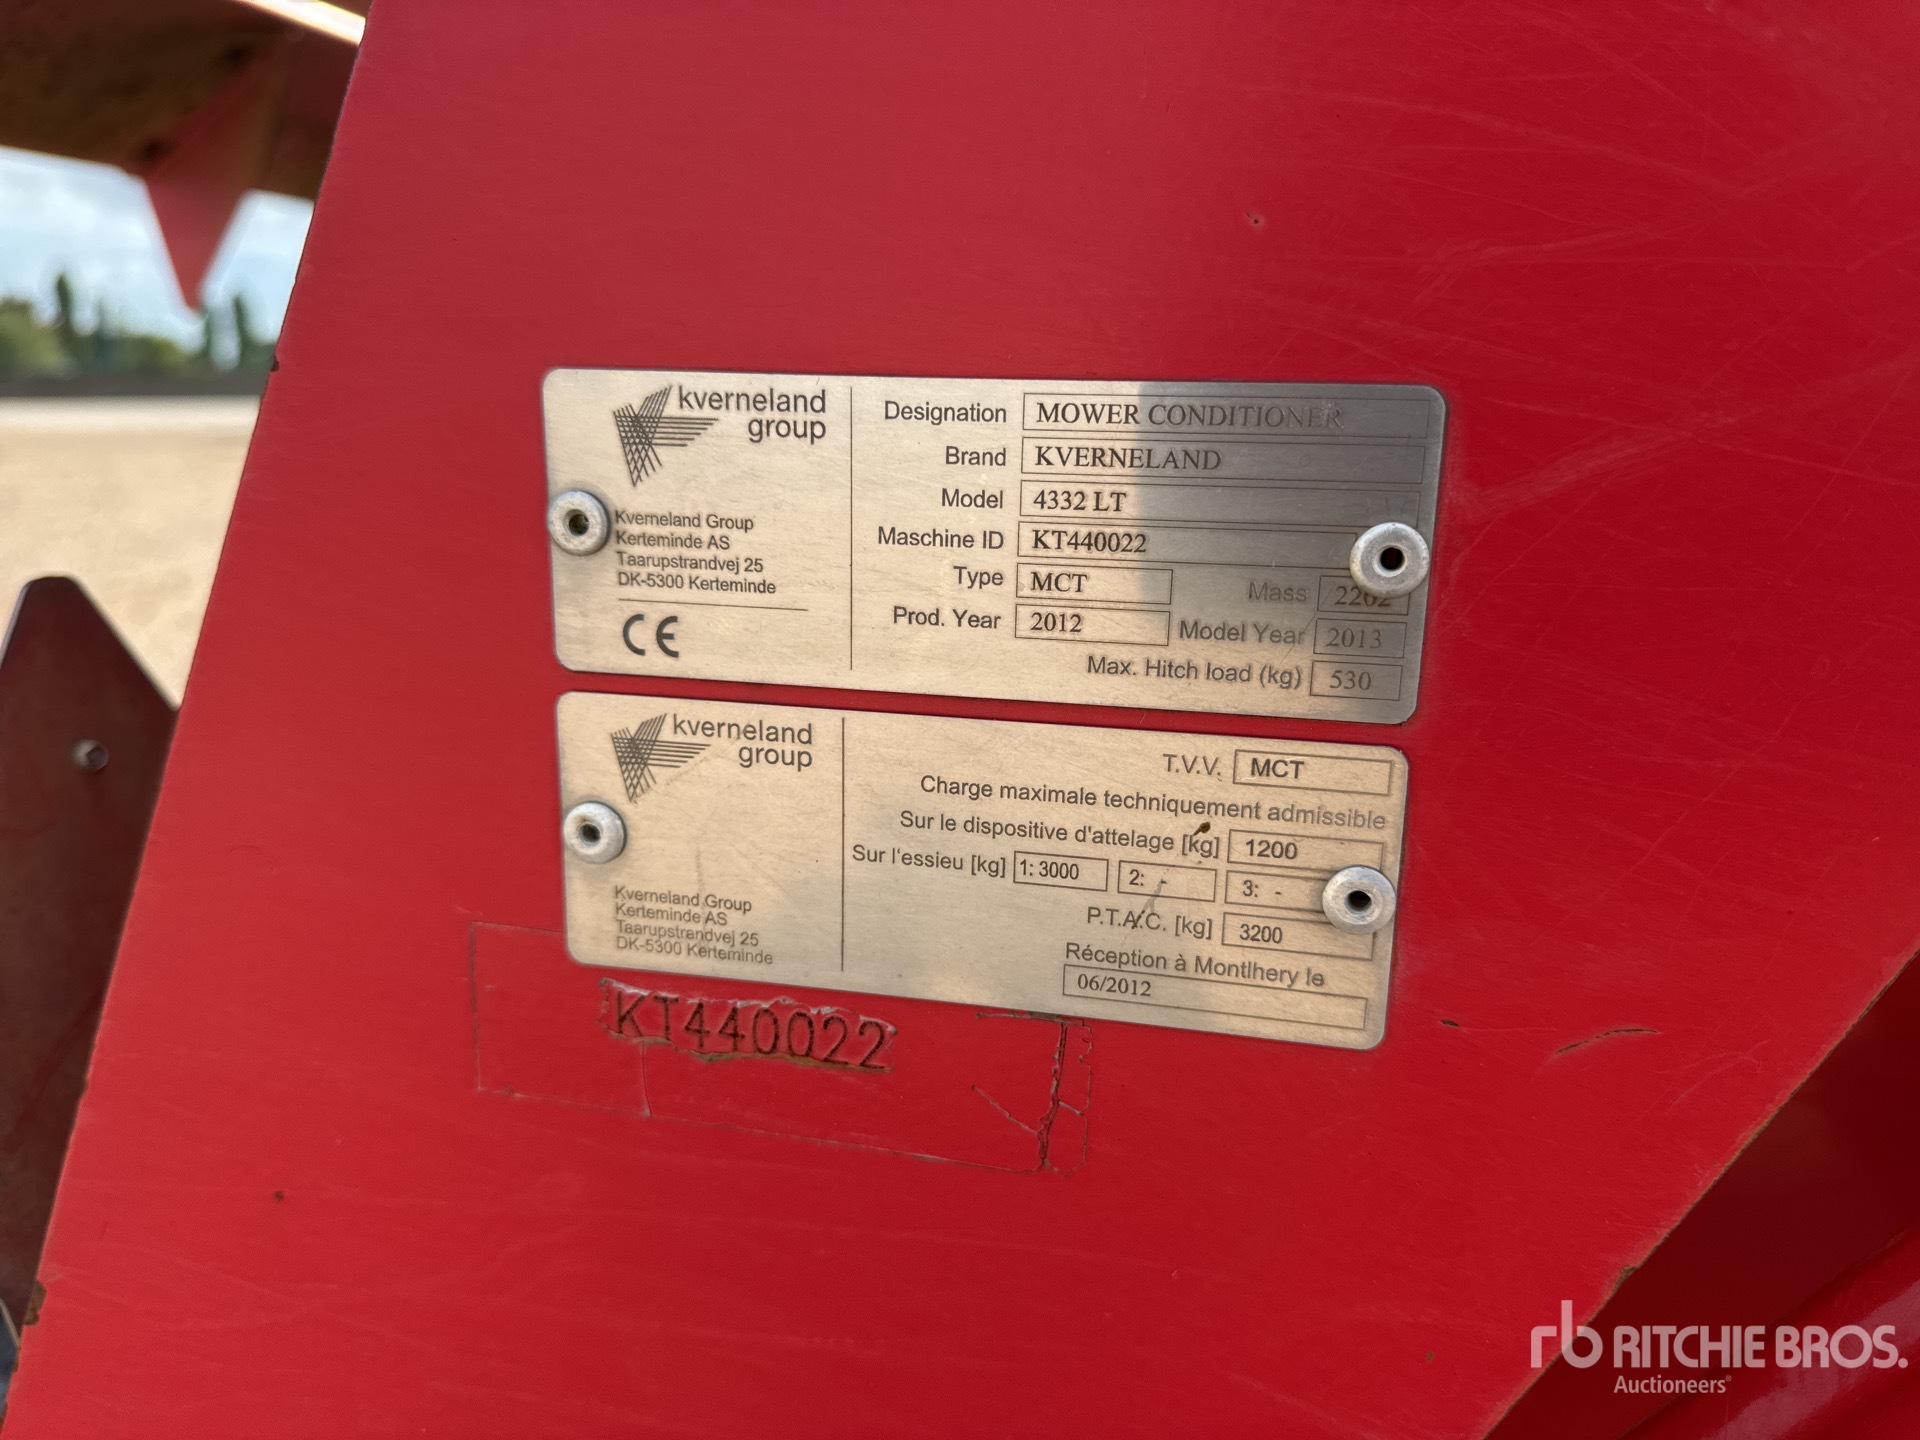 kverneland
group
Kverneland Group
Kerteminde AS
Taarupstrandvej 25
DK-5300 Kerteminde
CE
Designation MOWER CONDITIONER
Brand KVERNELAND
Model 4332 LT
Maschine ID KT440022
Type MCT Mass 2202
Prod. Year 2012 Model Year 2013
Max. Hitch load (kg) 530
kverneland
group
Kverneland Group
Kerteminde AS
Taarupstrandvej 25
DK-5300 Kerteminde
T.V.V. MCT
Charge maximale techniquement admissible
Sur le dispositive d'attelage [kg] 1200
Sur l'essieu [kg] 1: 3000 2: - 3: -
P.T.A.C. [kg] 3200
Réception à Montlhery le
06/2012
KT440022
rb RITCHIE BROS.
Auctioneers